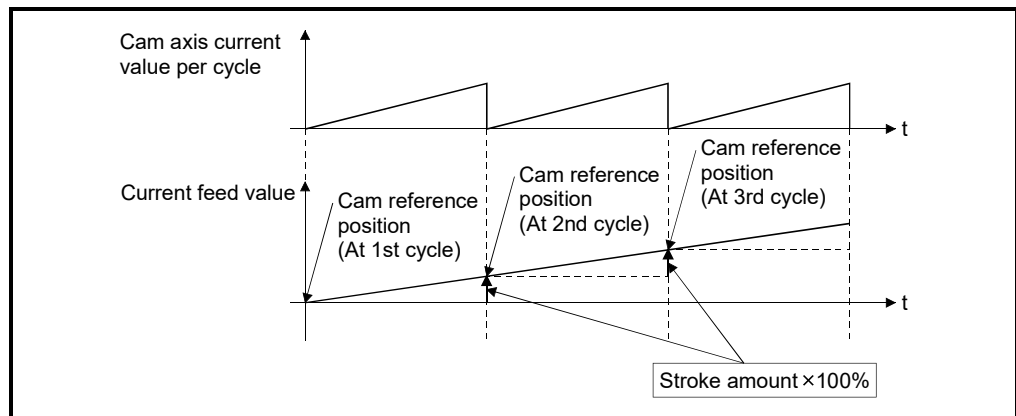 Cam axis current
value per cycle
t
Current feed value
Cam reference
position
(At 1st cycle)
Cam reference
position
(At 2nd cycle)
Cam reference
position
(At 3rd cycle)
t
Stroke amount ×100%